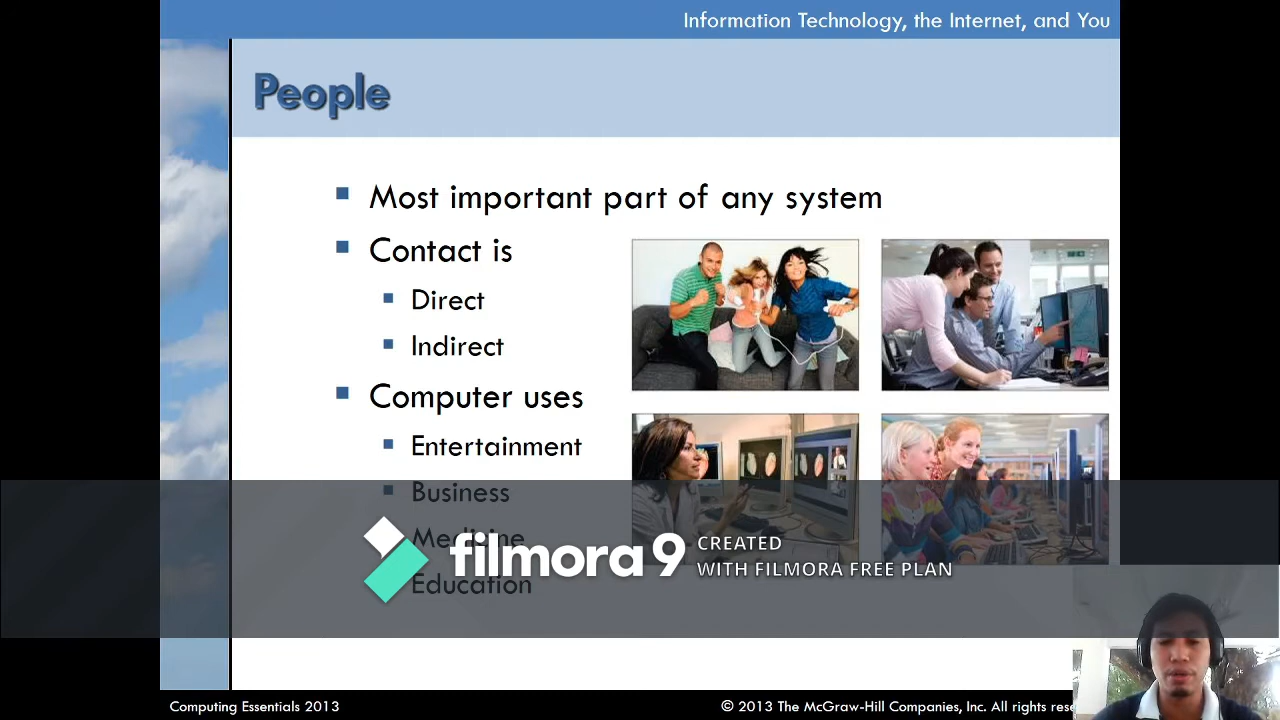 Information Technology, the Internet, and You
People
Most important part of any system
Contact is
Direct
Indirect
Computer uses
Entertainment
Business
Medicine
Education
filmora9 CREATED
WITH FILMORA FREE PLAN
Computing Essentials 2013
© 2013 The McGraw-Hill Companies, Inc. All rights